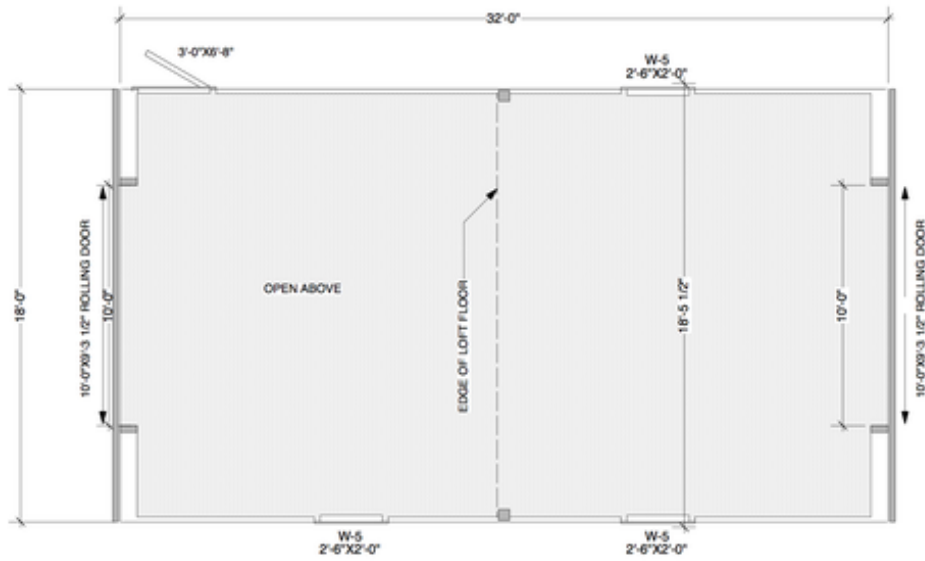 32'-0"
3'-0"X6'-8"
W-5
2'-6"X2'-0"
18'-0"
10'-0"X9'-3 1/2" ROLLING DOOR
10'-0"
OPEN ABOVE
EDGE OF LOFT FLOOR
18'-5 1/2"
10'-0"
10'-0"X9'-3 1/2" ROLLING DOOR
W-5
2'-6"X2'-0"
W-5
2'-6"X2'-0"